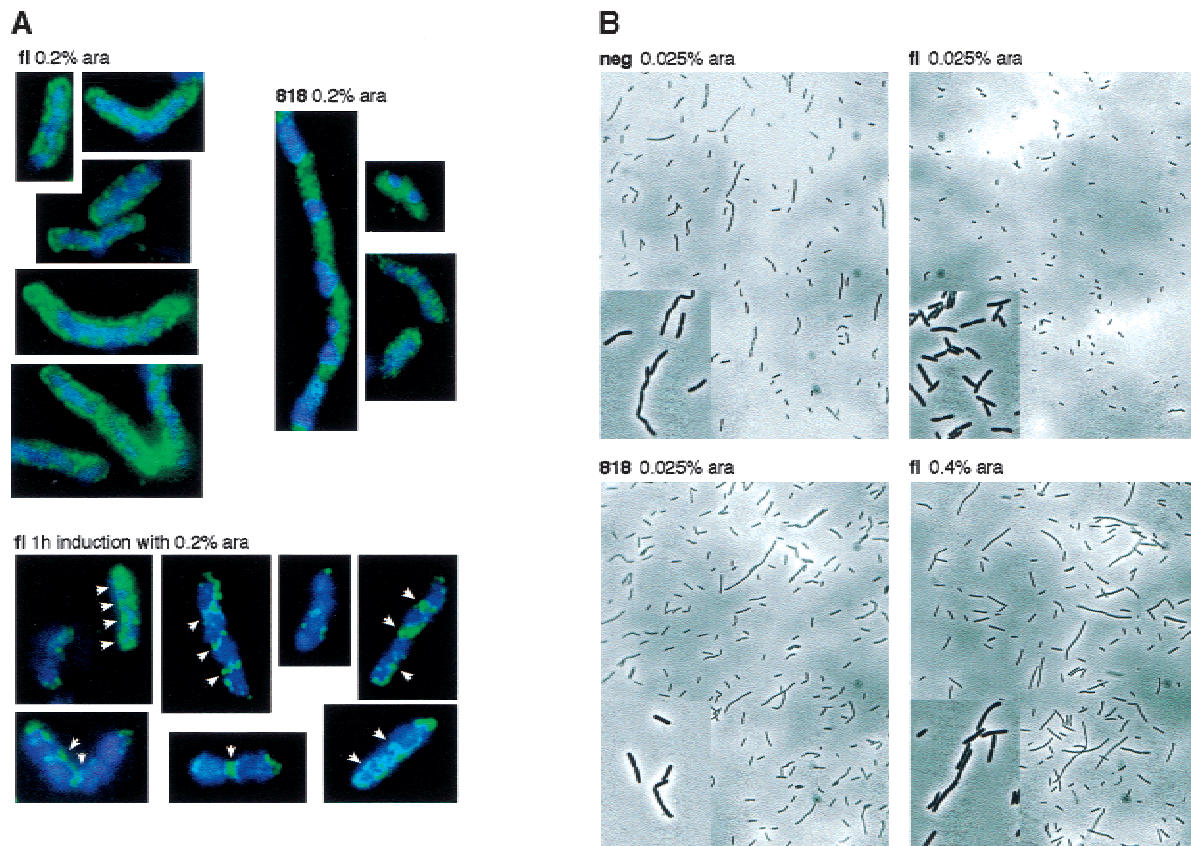 A
fl 0.2% ara
818 0.2% ara
fl 1h induction with 0.2% ara
B
neg 0.025% ara
fl 0.025% ara
818 0.025% ara
fl 0.4% ara